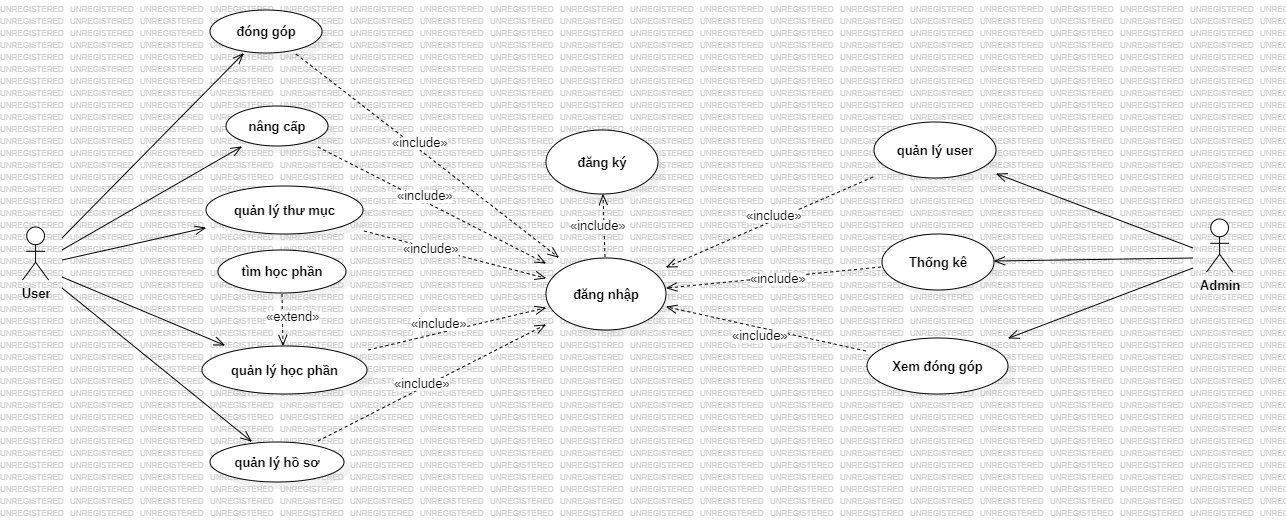 đóng góp
nâng cấp
quản lý thư mục
tìm học phần
«extend»
quản lý học phần
quản lý hồ sơ
User
«include»
«include»
«include»
«include»
«include»
đăng ký
«include»
đăng nhập
«include»
«include»
«include»
quản lý user
Thống kê
Xem đóng góp
Admin
UNREGISTERED